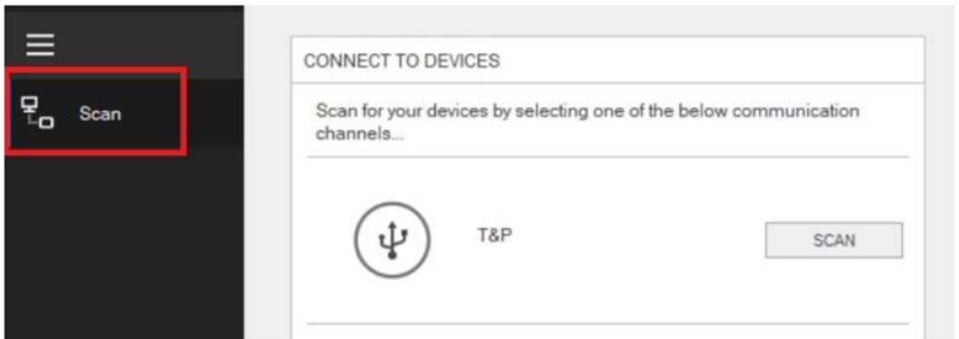 CONNECT TO DEVICES
Scan
Scan for your devices by selecting one of the below communication
channels...
T&P
SCAN